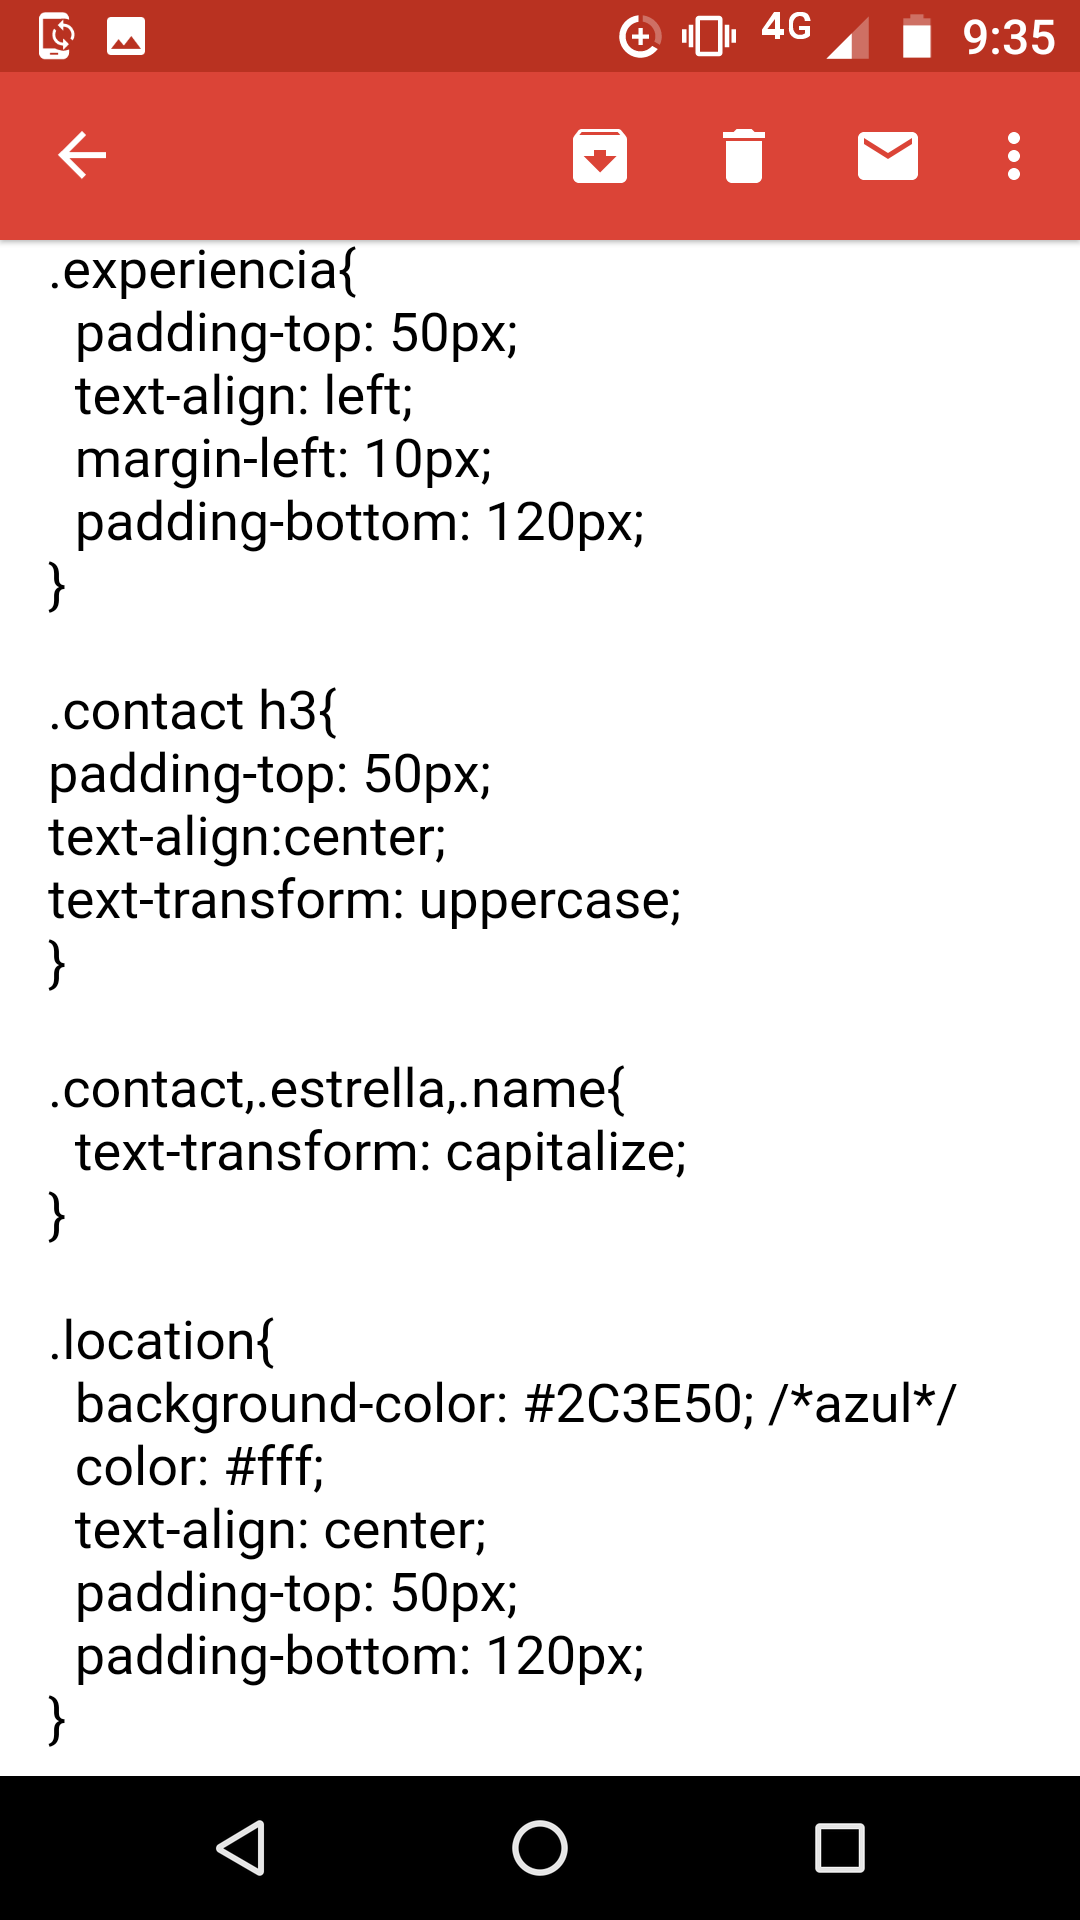 4G 9:35
.experiencia{
  padding-top: 50px;
  text-align: left;
  margin-left: 10px;
  padding-bottom: 120px;
}
.contact h3{
padding-top: 50px;
text-align:center;
text-transform: uppercase;
}
.contact,.estrella,.name{
  text-transform: capitalize;
}
.location{
  background-color: #2C3E50; /*azul*/
  color: #fff;
  text-align: center;
  padding-top: 50px;
  padding-bottom: 120px;
}